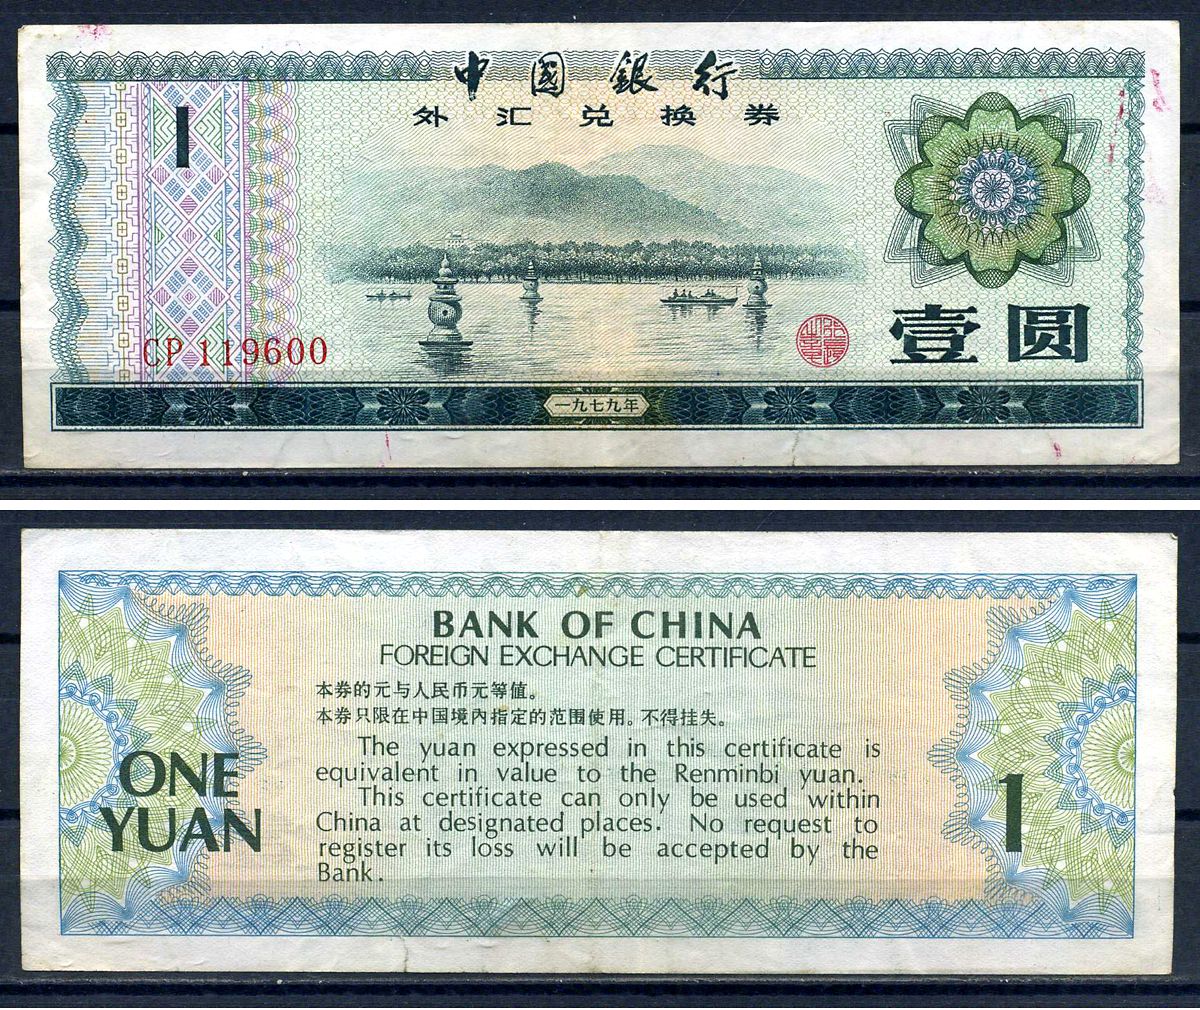 中國銀行
外汇兑换券
1
CP 119600
壹圆
一九七九年
BANK OF CHINA
FOREIGN EXCHANGE CERTIFICATE
本券的元与人民币元等值。
本券只限在中国境内指定的范围使用。不得挂失。
The yuan expressed in this certificate is
equivalent in value to the Renminbi yuan.
This certificate can only be used within
China at designated places. No request to
register its loss will be accepted by the
Bank.
ONE
YUAN
1